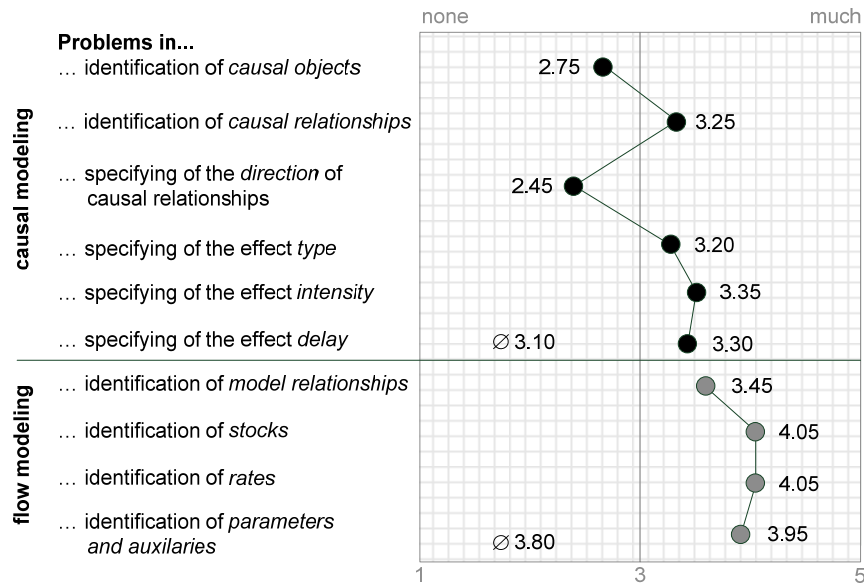 none much
Problems in...
... identification of causal objects
2.75
... identification of causal relationships
3.25
... specifying of the direction of
causal relationships
2.45
... specifying of the effect type
3.20
... specifying of the effect intensity
3.35
... specifying of the effect delay
∅ 3.10
3.30
causal modeling
... identification of model relationships
3.45
... identification of stocks
4.05
... identification of rates
4.05
... identification of parameters
and auxilaries
∅ 3.80
3.95
flow modeling
1 3 5